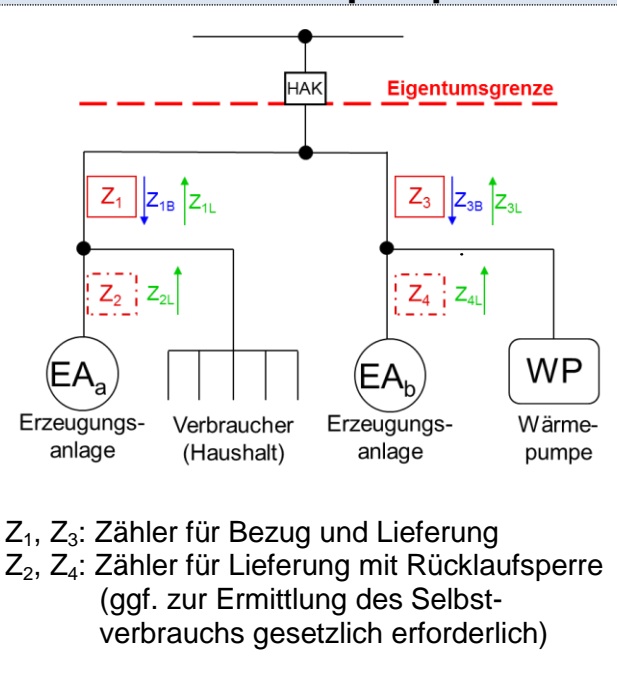 HAK
Eigentumsgrenze
Z₁ Z₁B Z₁L Z₃ Z₃B Z₃L
Z₂ Z₂L Z₄ Z₄L
EAₐ EAb WP
Erzeugungs- Verbraucher Erzeugungs- Wärme-
anlage (Haushalt) anlage pumpe
Z₁, Z₃: Zähler für Bezug und Lieferung
Z₂, Z₄: Zähler für Lieferung mit Rücklaufsperre
(ggf. zur Ermittlung des Selbst-
verbrauchs gesetzlich erforderlich)